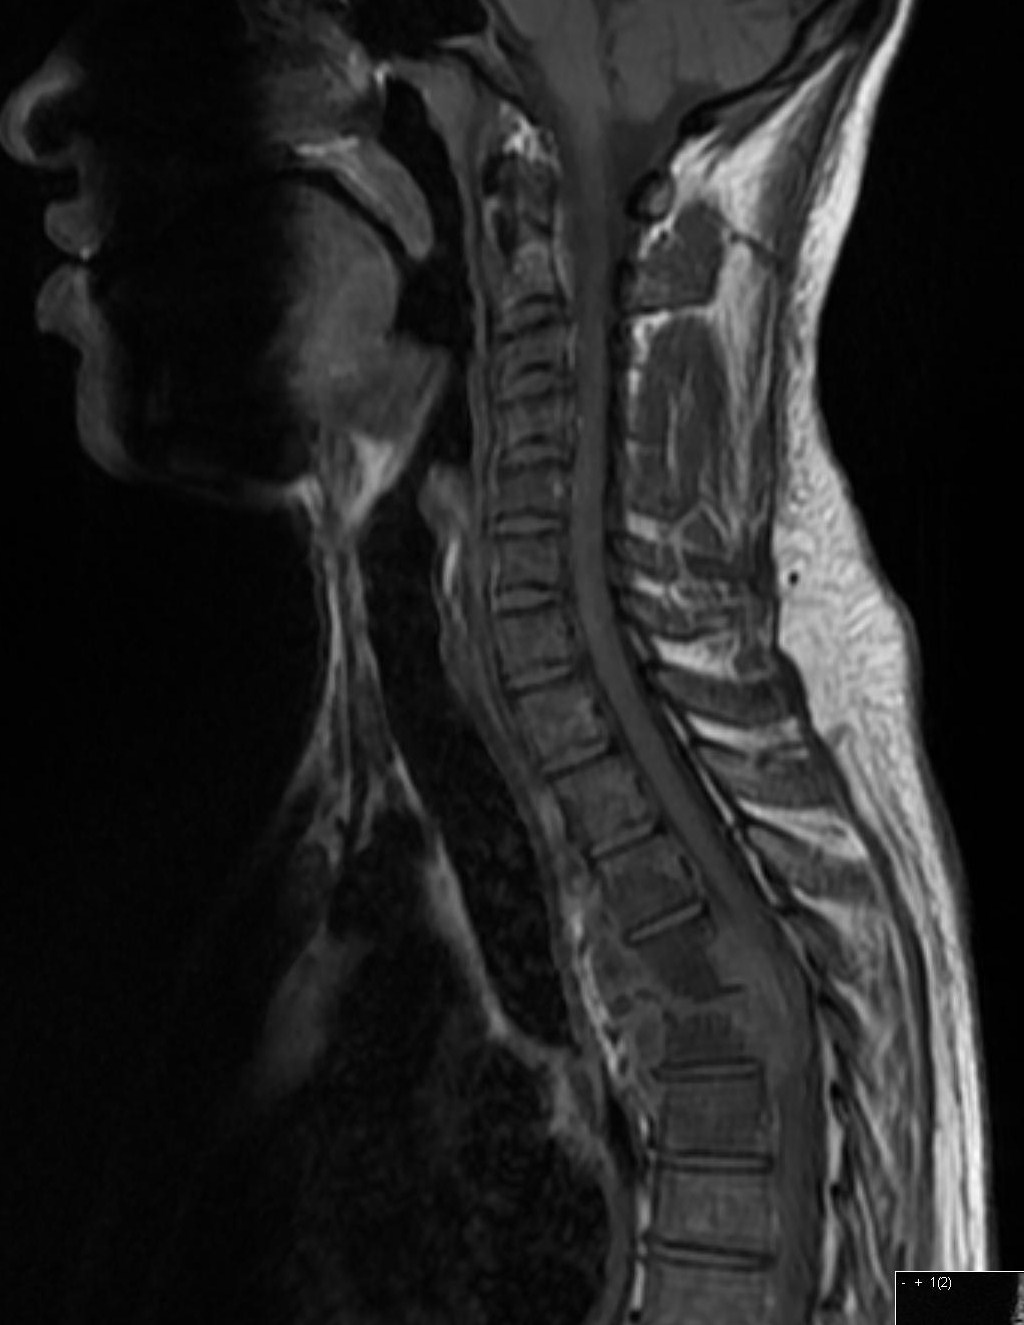 - + 1(2)